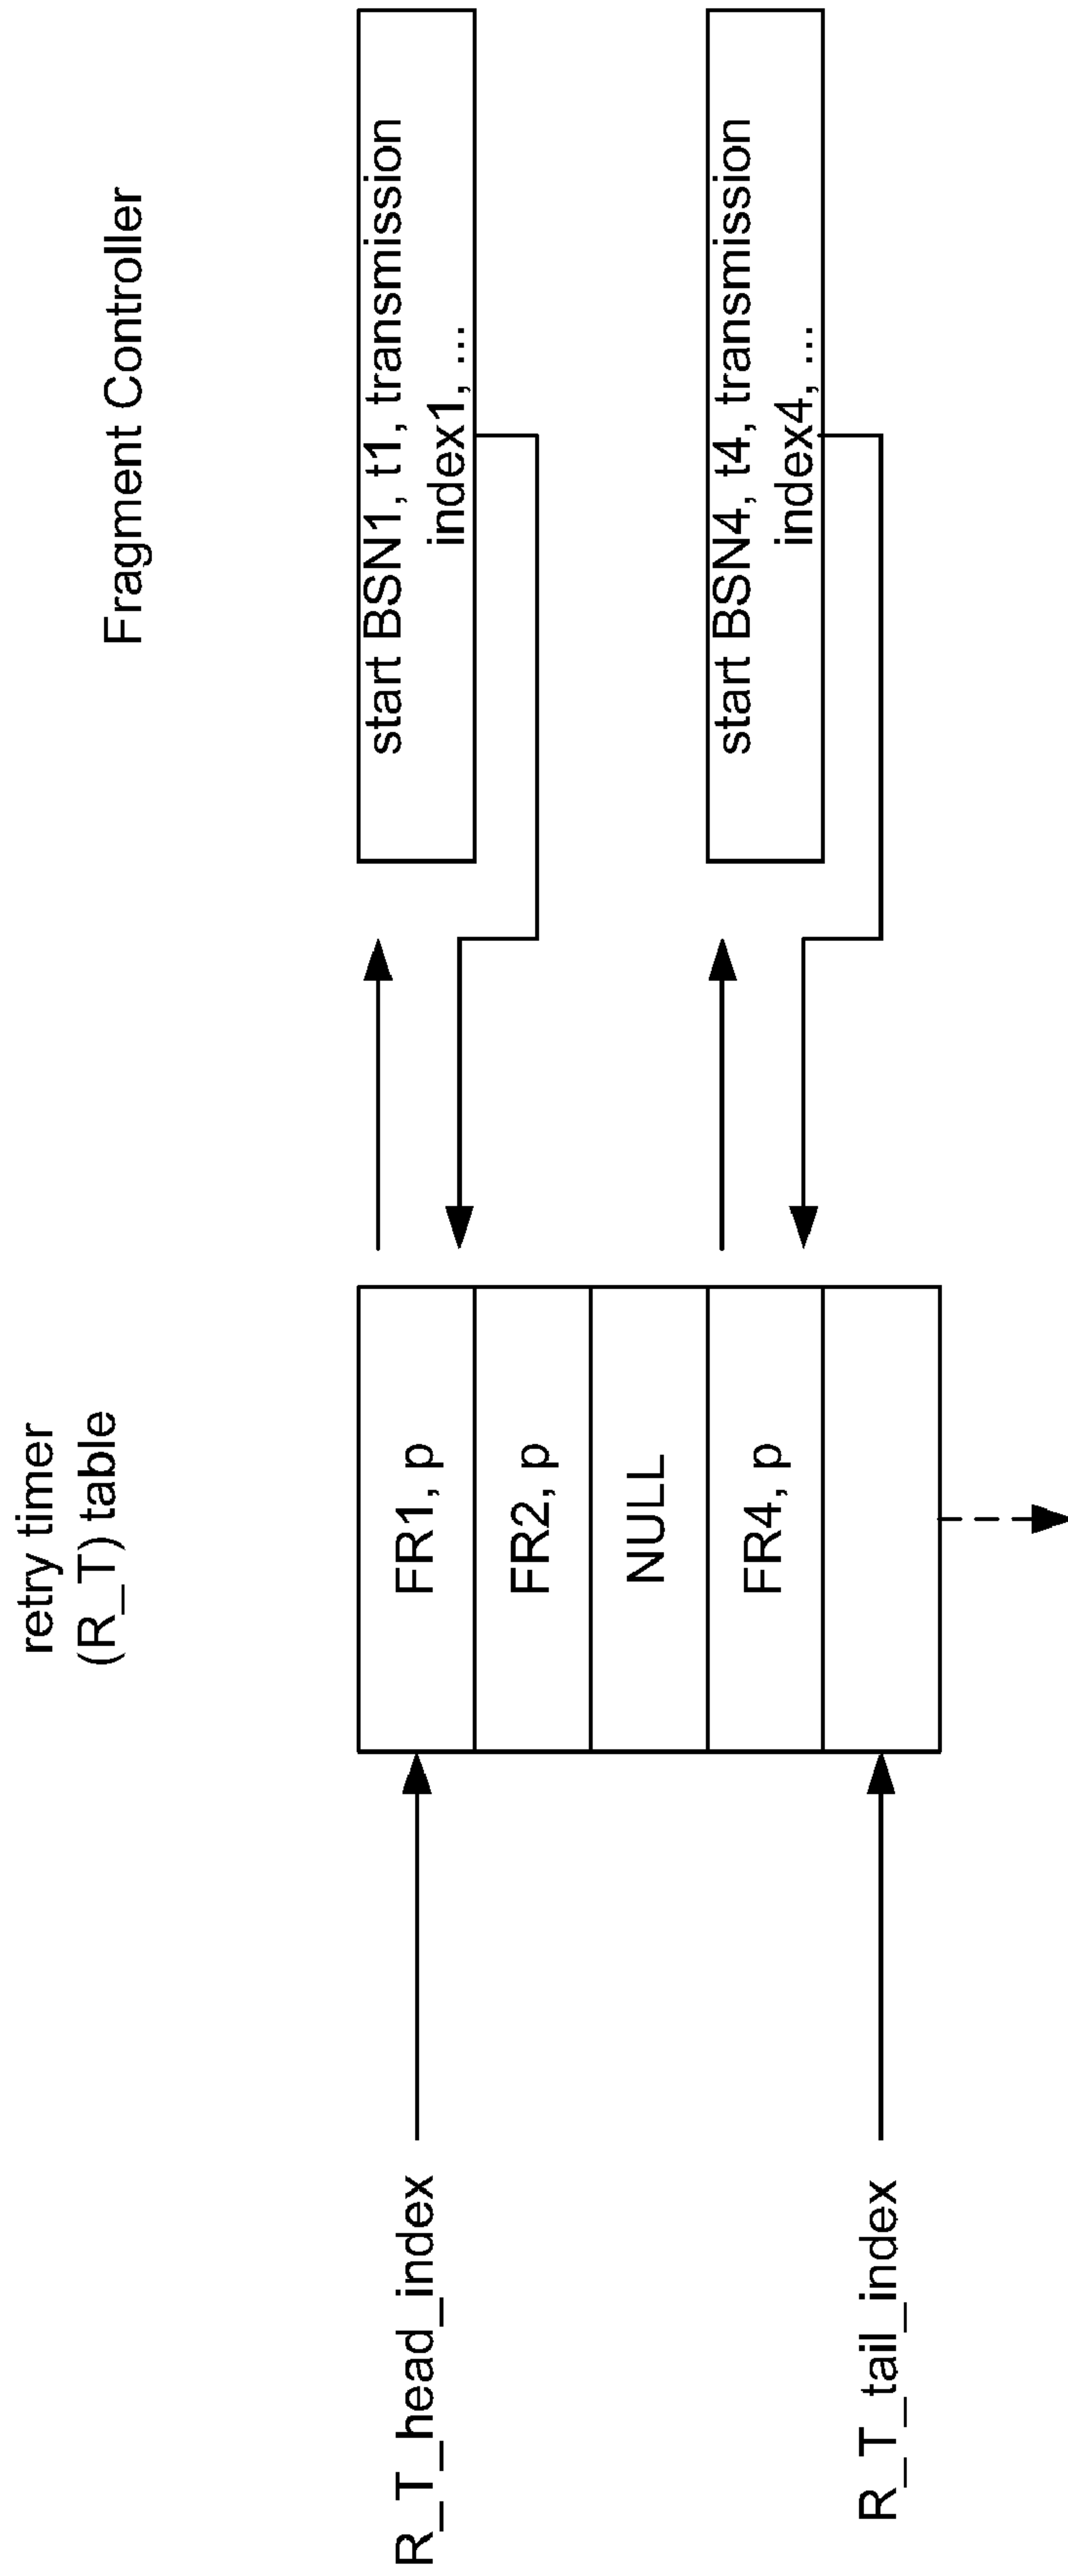 retry timer
(R_T) table
Fragment Controller
R_T_head_index
FR1, p
start BSN1, t1, transmission
index1, ...
FR2, p
NULL
FR4, p
start BSN4, t4, transmission
index4, ...
R_T_tail_index